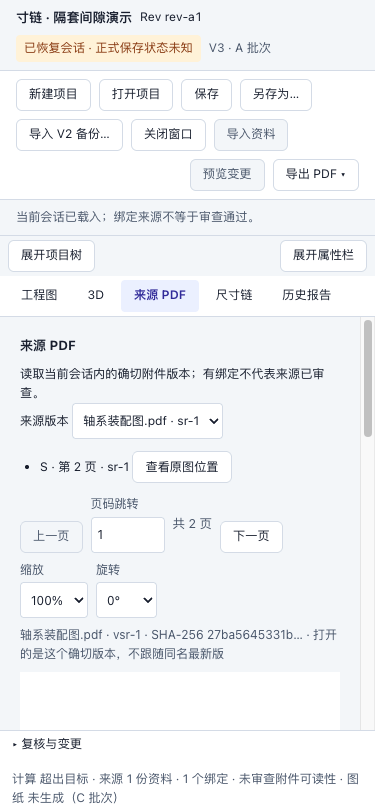 寸链 · 隔套间隙演示 Rev rev-a1
已恢复会话 · 正式保存状态未知 V3 · A 批次
新建项目 打开项目 保存 另存为…
导入 V2 备份… 关闭窗口 导入资料
预览变更 导出 PDF ▾
当前会话已载入；绑定来源不等于审查通过。
展开项目树 展开属性栏
工程图 3D 来源 PDF 尺寸链 历史报告
来源 PDF
读取当前会话内的确切附件版本；有绑定不代表来源已审
查。
来源版本 轴系装配图.pdf · sr-1
• S · 第 2 页 · sr-1 查看原图位置
页码跳转
上一页 1 共 2 页 下一页
缩放 旋转
100% 0°
轴系装配图.pdf · vsr-1 · SHA-256 27ba5645331b… · 打开
的是这个确切版本，不跟随同名最新版
▸ 复核与变更
计算 超出目标 · 来源 1 份资料 · 1 个绑定 · 未审查附件可读性 · 图
纸 未生成（C 批次）